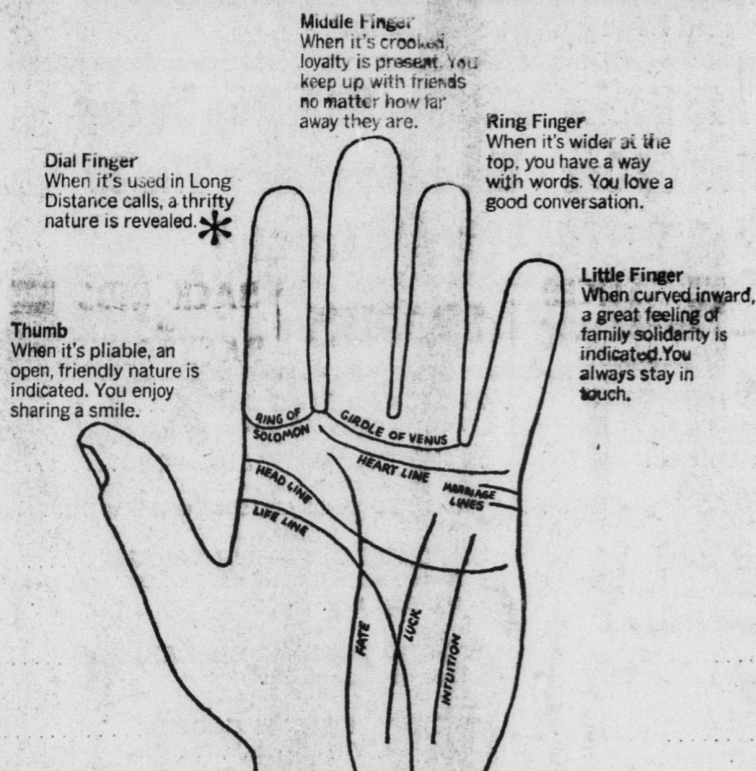 Middle Finger
When it's crooked,
loyalty is present. You
keep up with friends
no matter how far
away they are.
Ring Finger
When it's wider at the
top, you have a way
with words. You love a
good conversation.
Dial Finger
When it's used in Long
Distance calls, a thrifty
nature is revealed.*
Little Finger
When curved inward,
a great feeling of
family solidarity is
indicated.You
always stay in
touch.
Thumb
When it's pliable, an
open, friendly nature is
indicated. You enjoy
sharing a smile.
RING OF
SOLOMON
GIRDLE OF VENUS
HEART LINE
MARRIAGE
LINES
HEAD LINE
LIFE LINE
FATE
LUCK
INTUITION